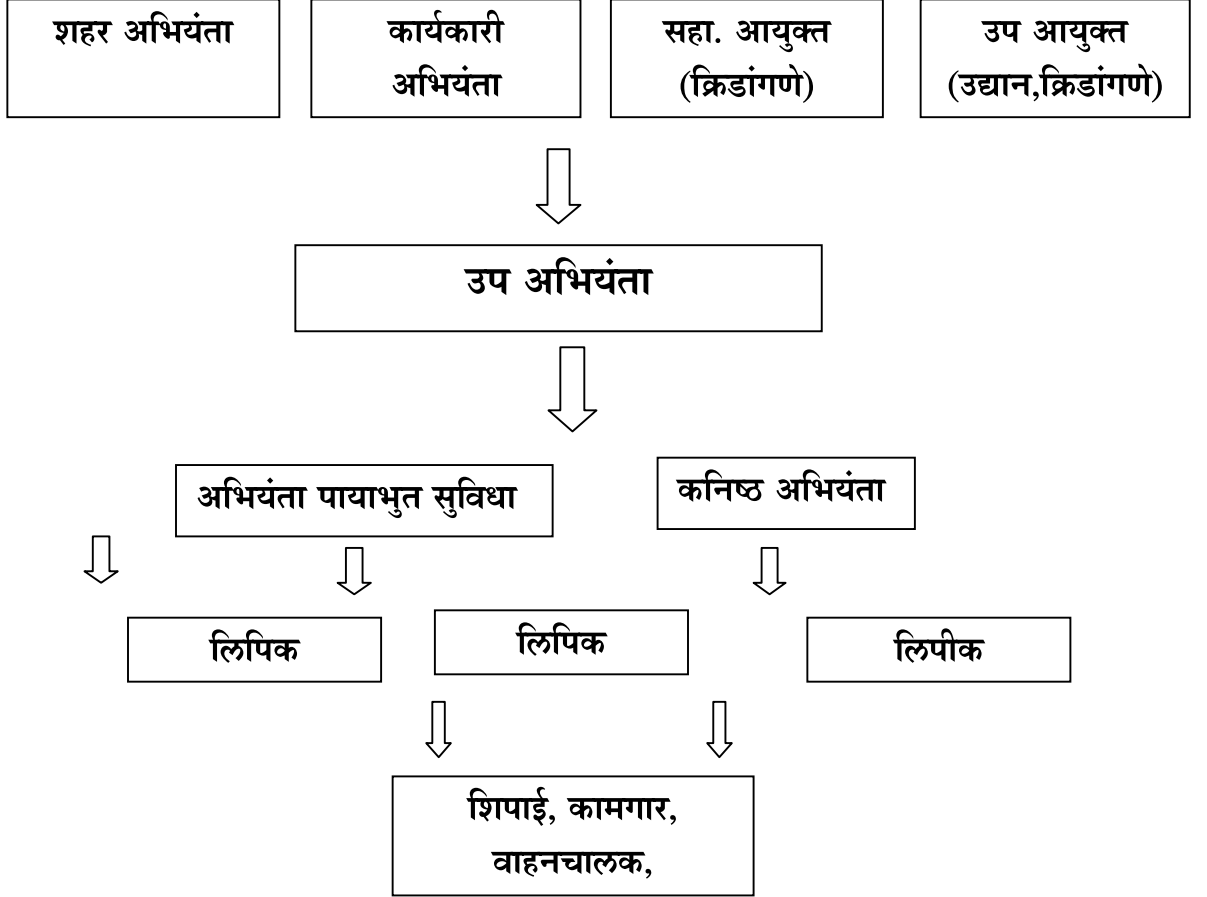 शहर अभियंता
कार्यकारी
अभियंता
सहा. आयुक्त
(क्रिडांगणे)
उप आयुक्त
(उद्यान,क्रिडांगणे)
उप अभियंता
अभियंता पायाभुत सुविधा
कनिष्ठ अभियंता
लिपिक
लिपिक
लिपीक
शिपाई, कामगार,
वाहनचालक,